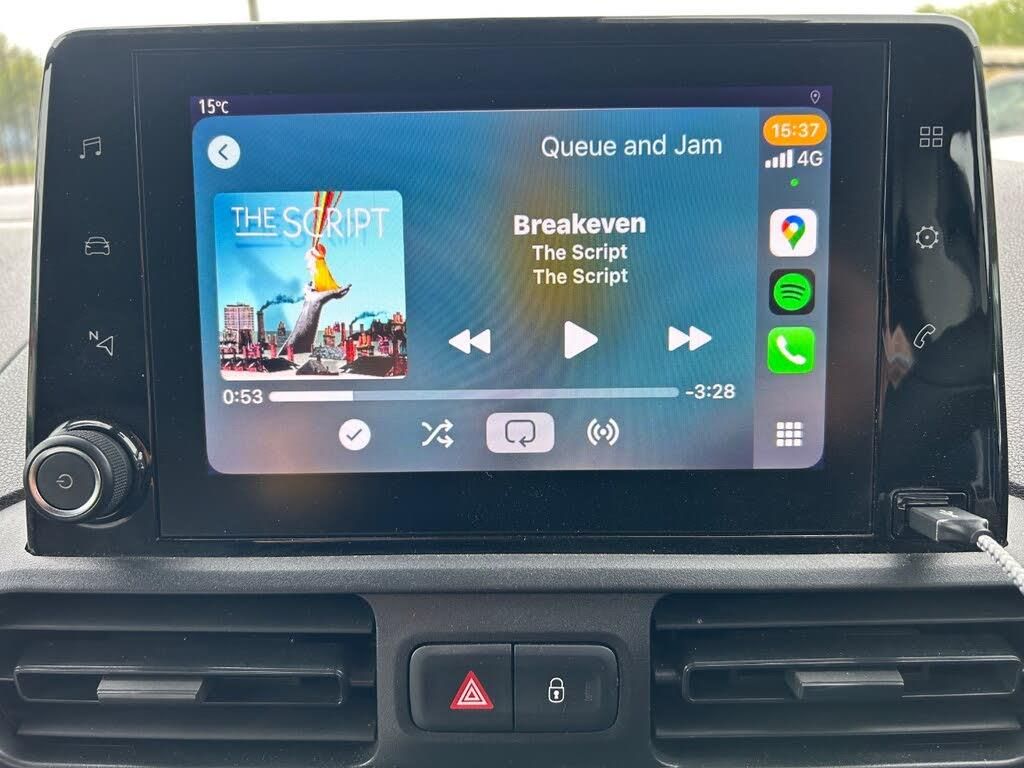 15°C
Queue and Jam
15:37
4G
THE SCRIPT
Breakeven
The Script
The Script
0:53
-3:28
N